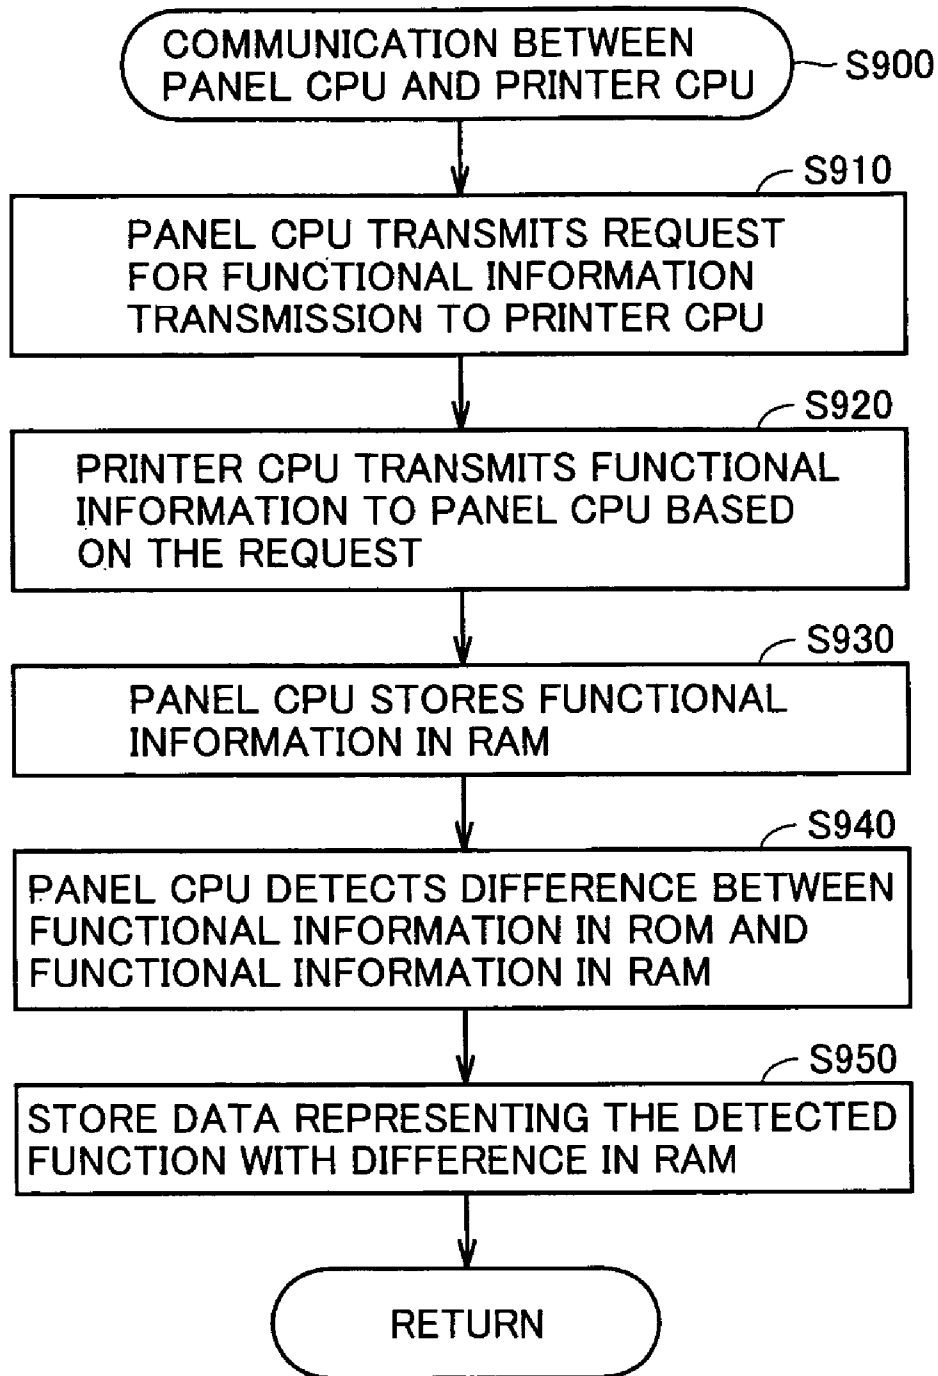 COMMUNICATION BETWEEN
PANEL CPU AND PRINTER CPU
S900
S910
PANEL CPU TRANSMITS REQUEST
FOR FUNCTIONAL INFORMATION
TRANSMISSION TO PRINTER CPU
S920
PRINTER CPU TRANSMITS FUNCTIONAL
INFORMATION TO PANEL CPU BASED
ON THE REQUEST
S930
PANEL CPU STORES FUNCTIONAL
INFORMATION IN RAM
S940
PANEL CPU DETECTS DIFFERENCE BETWEEN
FUNCTIONAL INFORMATION IN ROM AND
FUNCTIONAL INFORMATION IN RAM
S950
STORE DATA REPRESENTING THE DETECTED
FUNCTION WITH DIFFERENCE IN RAM
RETURN